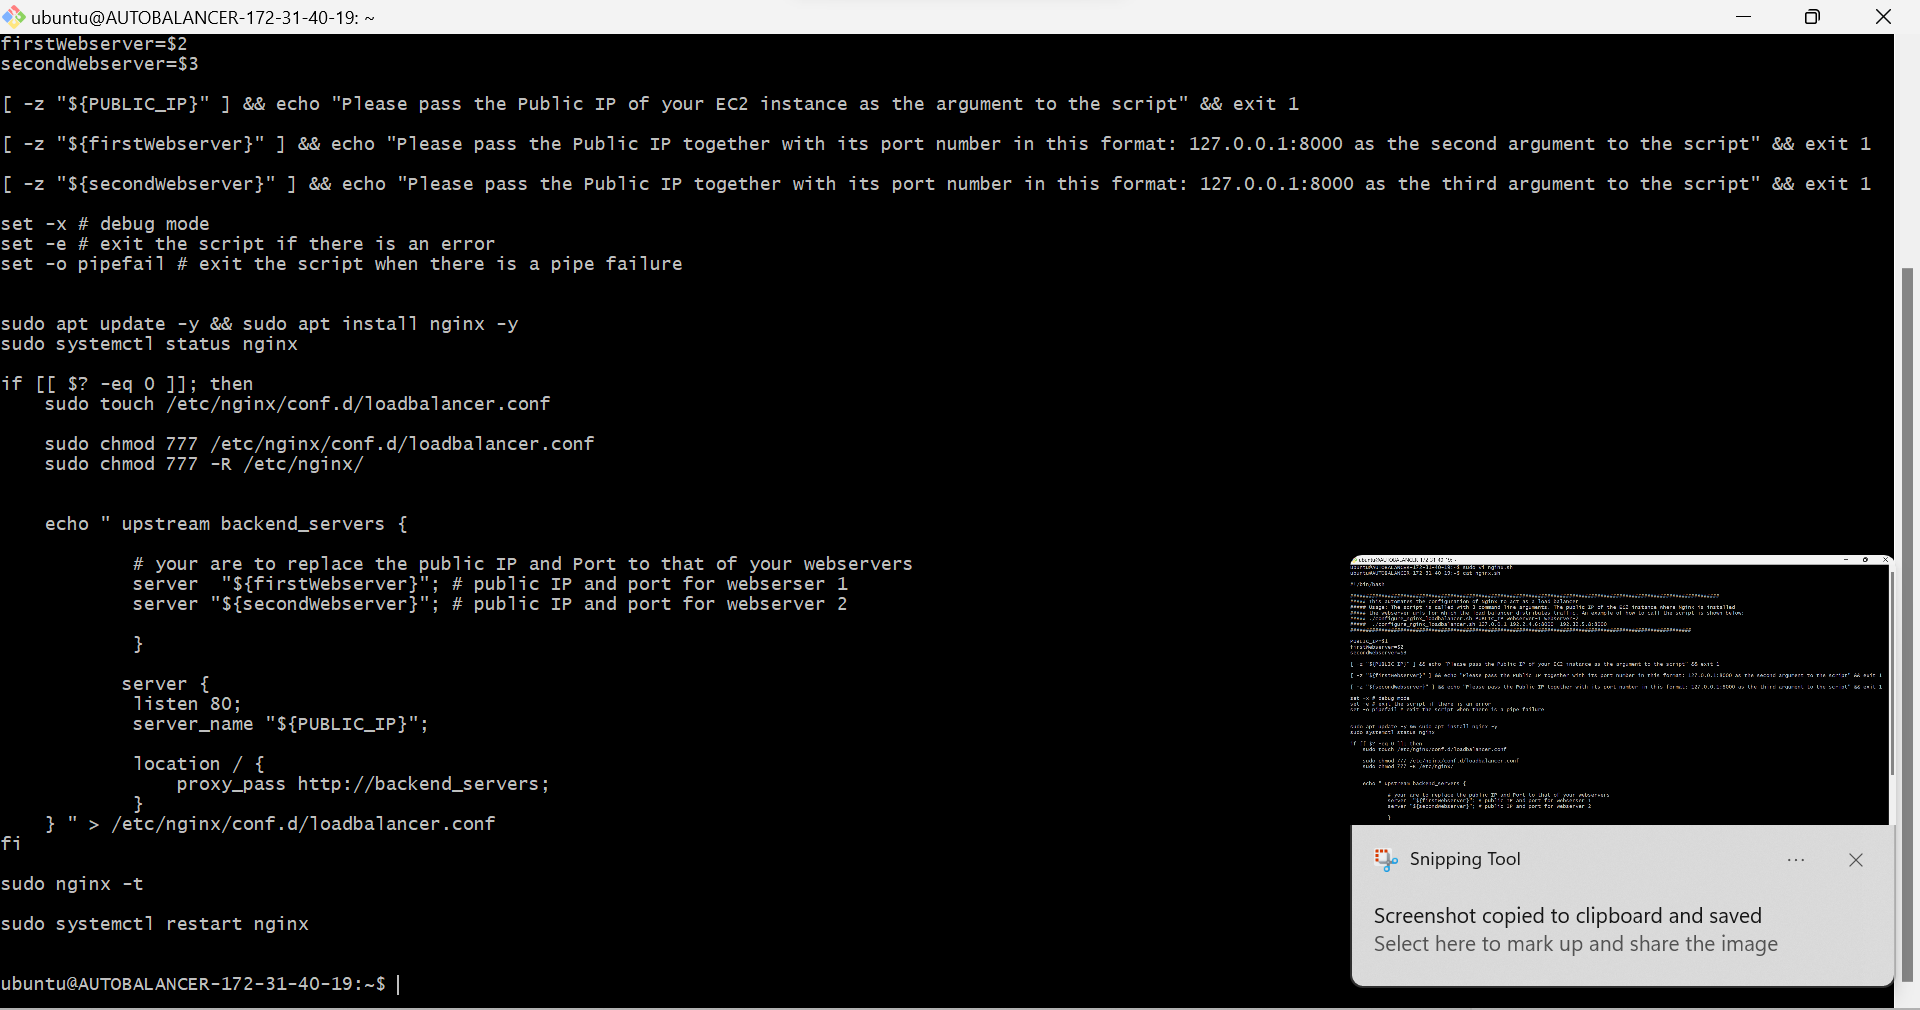 ubuntu@AUTOBALANCER-172-31-40-19: ~
firstWebserver=$2
secondWebserver=$3
[ -z "${PUBLIC_IP}" ] && echo "Please pass the Public IP of your EC2 instance as the argument to the script" && exit 1
[ -z "${firstWebserver}" ] && echo "Please pass the Public IP together with its port number in this format: 127.0.0.1:8000 as the second argument to the script" && exit 1
[ -z "${secondWebserver}" ] && echo "Please pass the Public IP together with its port number in this format: 127.0.0.1:8000 as the third argument to the script" && exit 1
set -x # debug mode
set -e # exit the script if there is an error
set -o pipefail # exit the script when there is a pipe failure
sudo apt update -y && sudo apt install nginx -y
sudo systemctl status nginx
if [[ $? -eq 0 ]]; then
    sudo touch /etc/nginx/conf.d/loadbalancer.conf
    sudo chmod 777 /etc/nginx/conf.d/loadbalancer.conf
    sudo chmod 777 -R /etc/nginx/
    echo " upstream backend_servers {
            # your are to replace the public IP and Port to that of your webservers
            server  "${firstWebserver}"; # public IP and port for webserser 1
            server "${secondWebserver}"; # public IP and port for webserver 2
            }
           server {
            listen 80;
            server_name "${PUBLIC_IP}";
            location / {
                proxy_pass http://backend_servers;
            }
    } " > /etc/nginx/conf.d/loadbalancer.conf
fi
sudo nginx -t
sudo systemctl restart nginx
ubuntu@AUTOBALANCER-172-31-40-19:~$
Snipping Tool
Screenshot copied to clipboard and saved
Select here to mark up and share the image